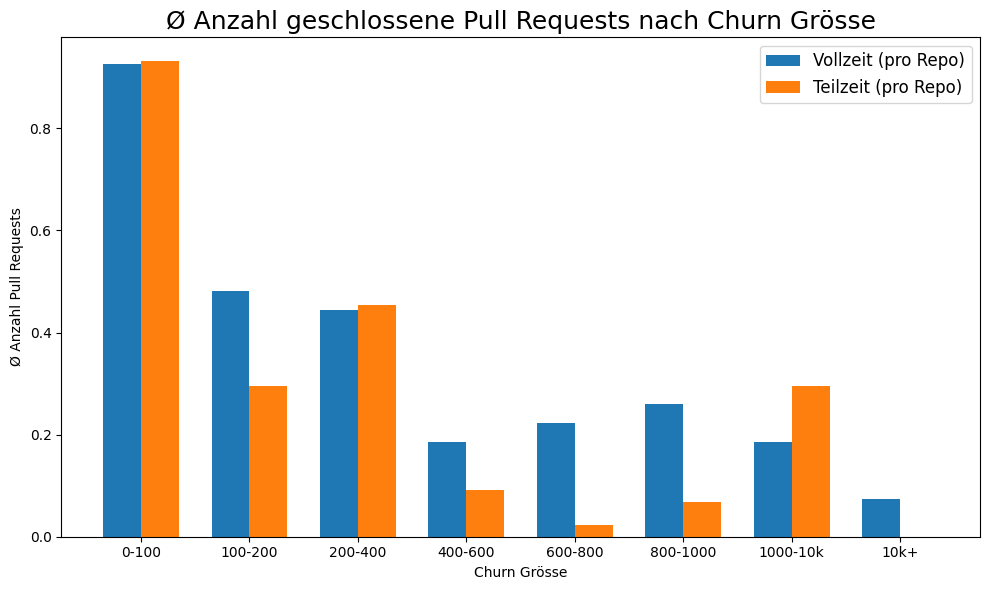 Ø Anzahl geschlossene Pull Requests nach Churn Grösse
Vollzeit (pro Repo)
Teilzeit (pro Repo)
Ø Anzahl Pull Requests
0.8
0.6
0.4
0.2
0.0
0-100 100-200 200-400 400-600 600-800 800-1000 1000-10k 10k+
Churn Grösse